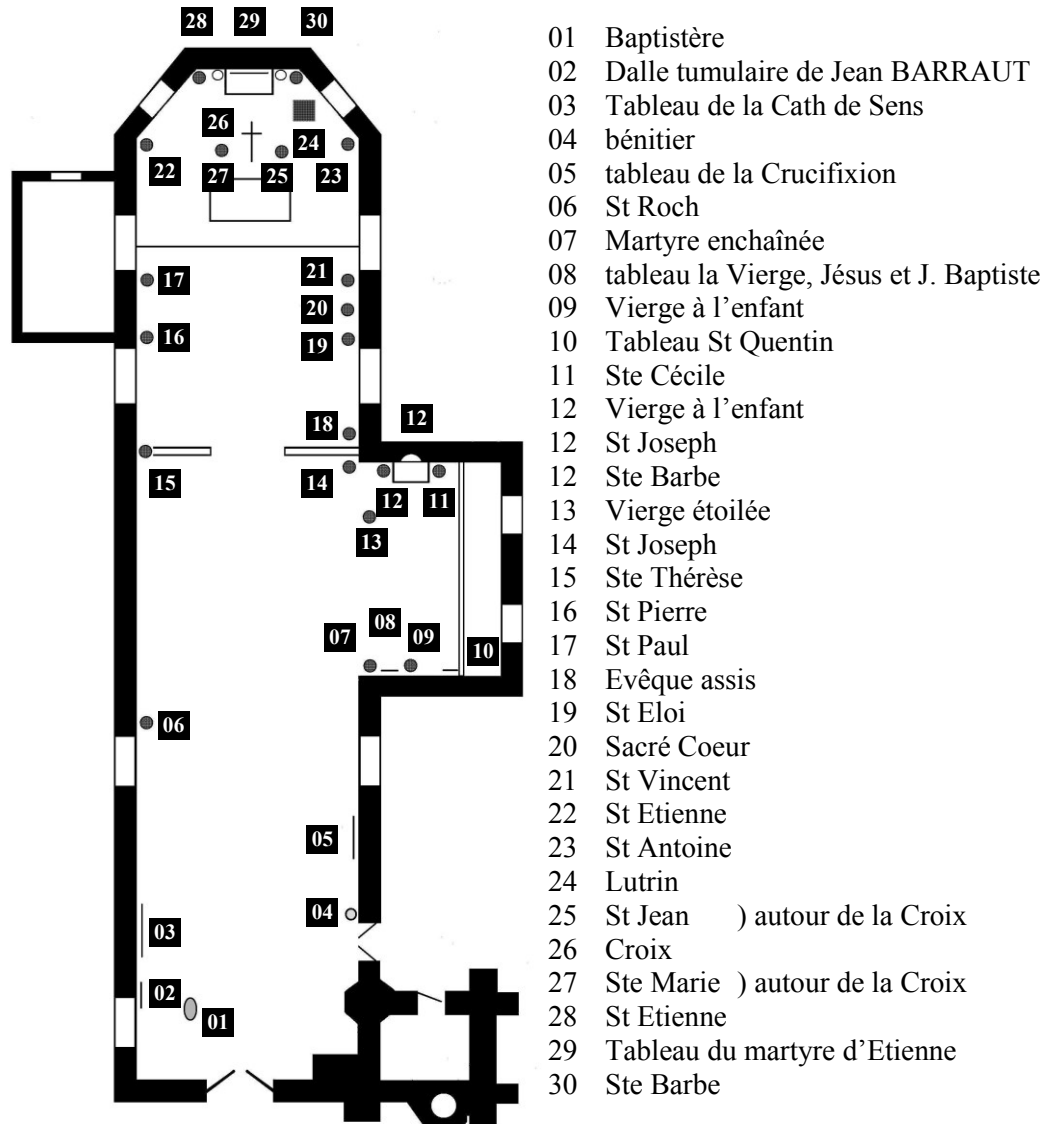 28 29 30
26
24
22 27 25 23
17 21
20
16 19
18 12
15 14 12 11
13
08
07 09 10
06
05
04
03
02
01
01 Baptistère
02 Dalle tumulaire de Jean BARRAUT
03 Tableau de la Cath de Sens
04 bénitier
05 tableau de la Crucifixion
06 St Roch
07 Martyre enchaînée
08 tableau la Vierge, Jésus et J. Baptiste
09 Vierge à l’enfant
10 Tableau St Quentin
11 Ste Cécile
12 Vierge à l’enfant
12 St Joseph
12 Ste Barbe
13 Vierge étoilée
14 St Joseph
15 Ste Thérèse
16 St Pierre
17 St Paul
18 Evêque assis
19 St Eloi
20 Sacré Coeur
21 St Vincent
22 St Etienne
23 St Antoine
24 Lutrin
25 St Jean ) autour de la Croix
26 Croix
27 Ste Marie ) autour de la Croix
28 St Etienne
29 Tableau du martyre d’Etienne
30 Ste Barbe